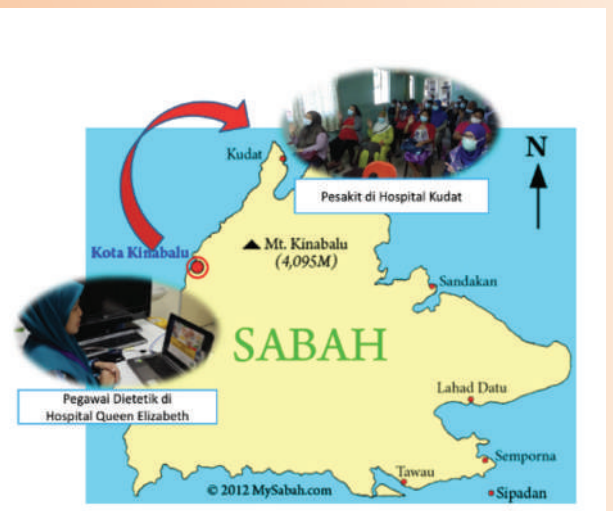 Kudat
N
Pesakit di Hospital Kudat
Kota Kinabalu
Mt. Kinabalu
(4,095M)
Sandakan
SABAH
Pegawai Dietetik di
Hospital Queen Elizabeth
Lahad Datu
Semporna
Tawau
© 2012 MySabah.com
Sipadan